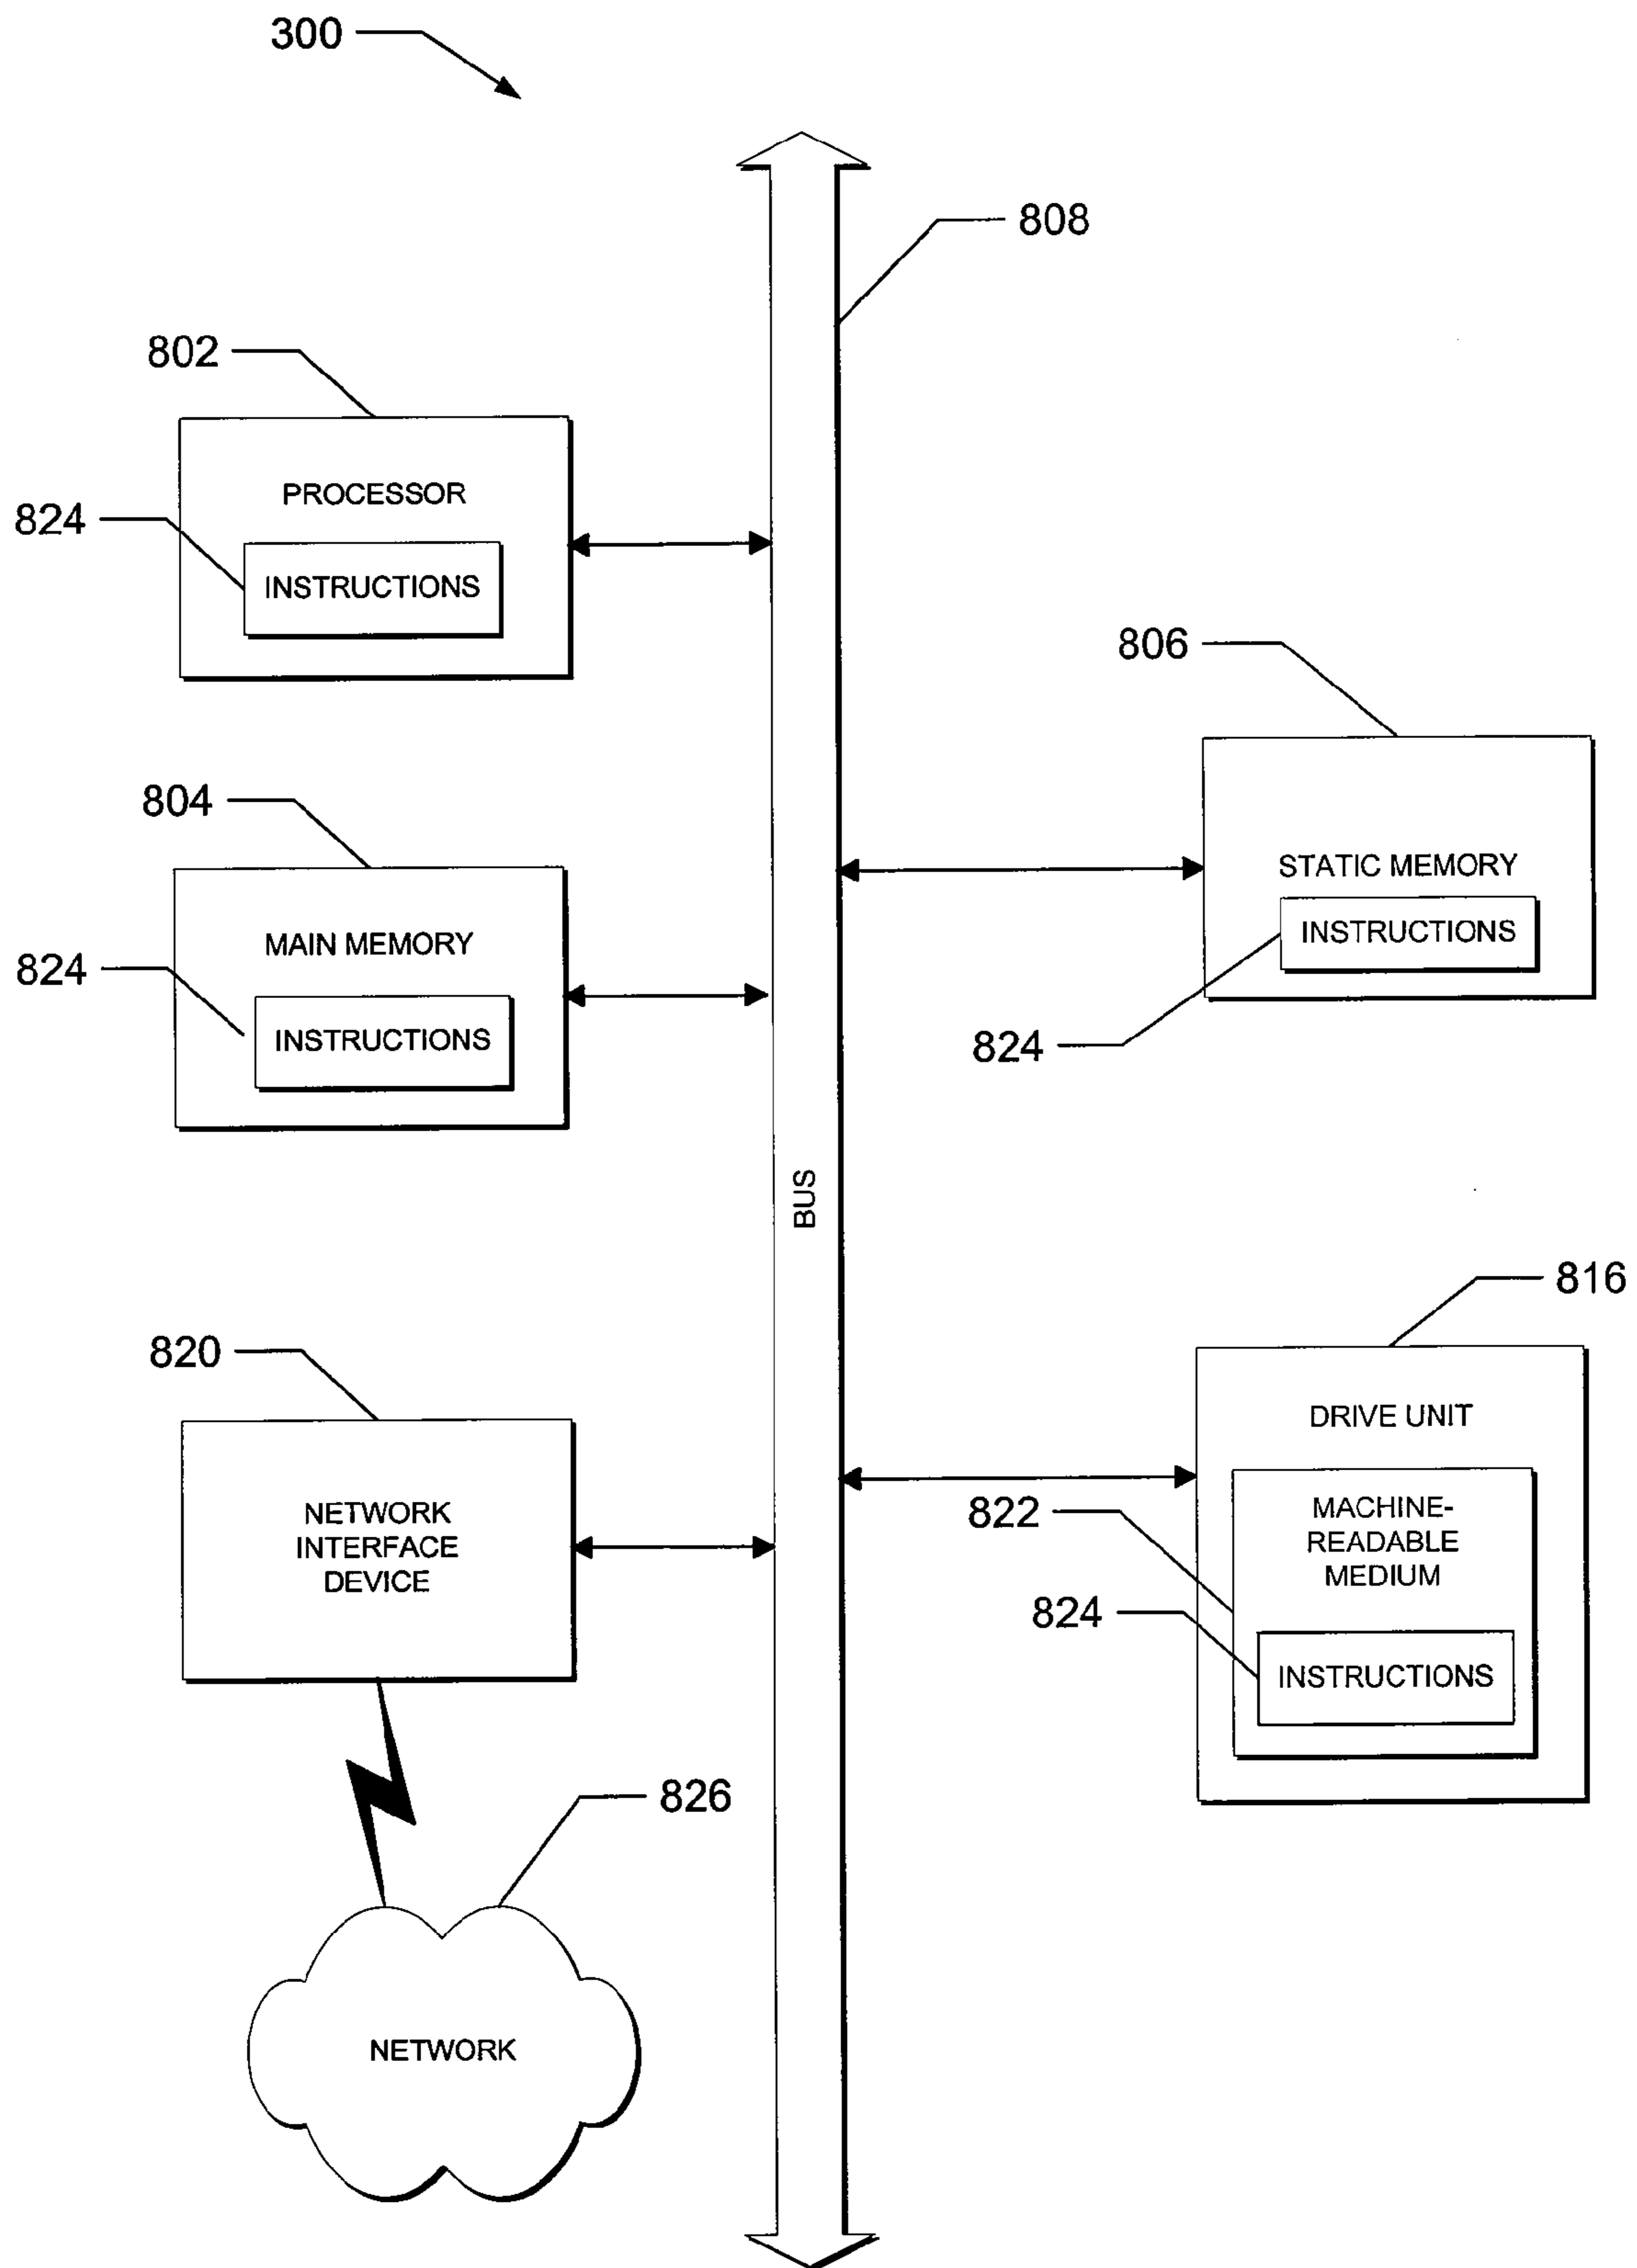 300
808
802
PROCESSOR
824
INSTRUCTIONS
806
804
STATIC MEMORY
MAIN MEMORY
INSTRUCTIONS
824
INSTRUCTIONS
824
BUS
816
820
DRIVE UNIT
NETWORK
INTERFACE
DEVICE
822
MACHINE-
READABLE
MEDIUM
824
INSTRUCTIONS
826
NETWORK